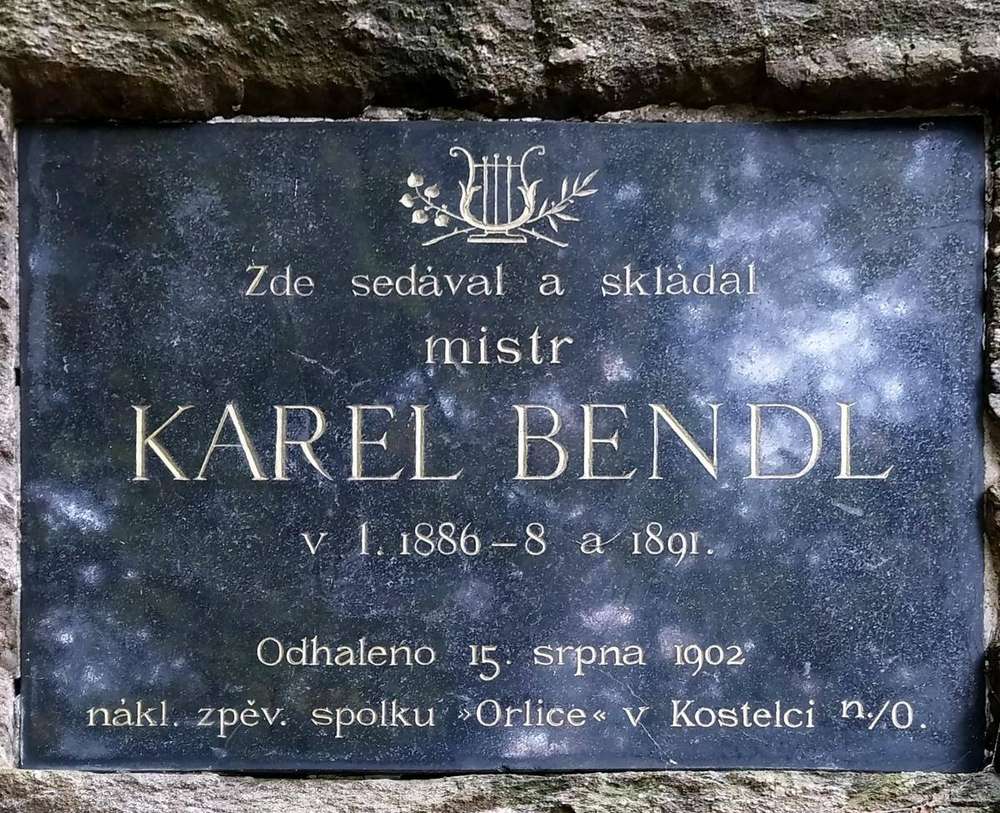 Zde sedával a skládal
mistr
KAREL BENDL
v l. 1886–8 a 1891.
Odhaleno 15. srpna 1902
nákl. zpěv. spolku »Orlice« v Kostelci n./O.